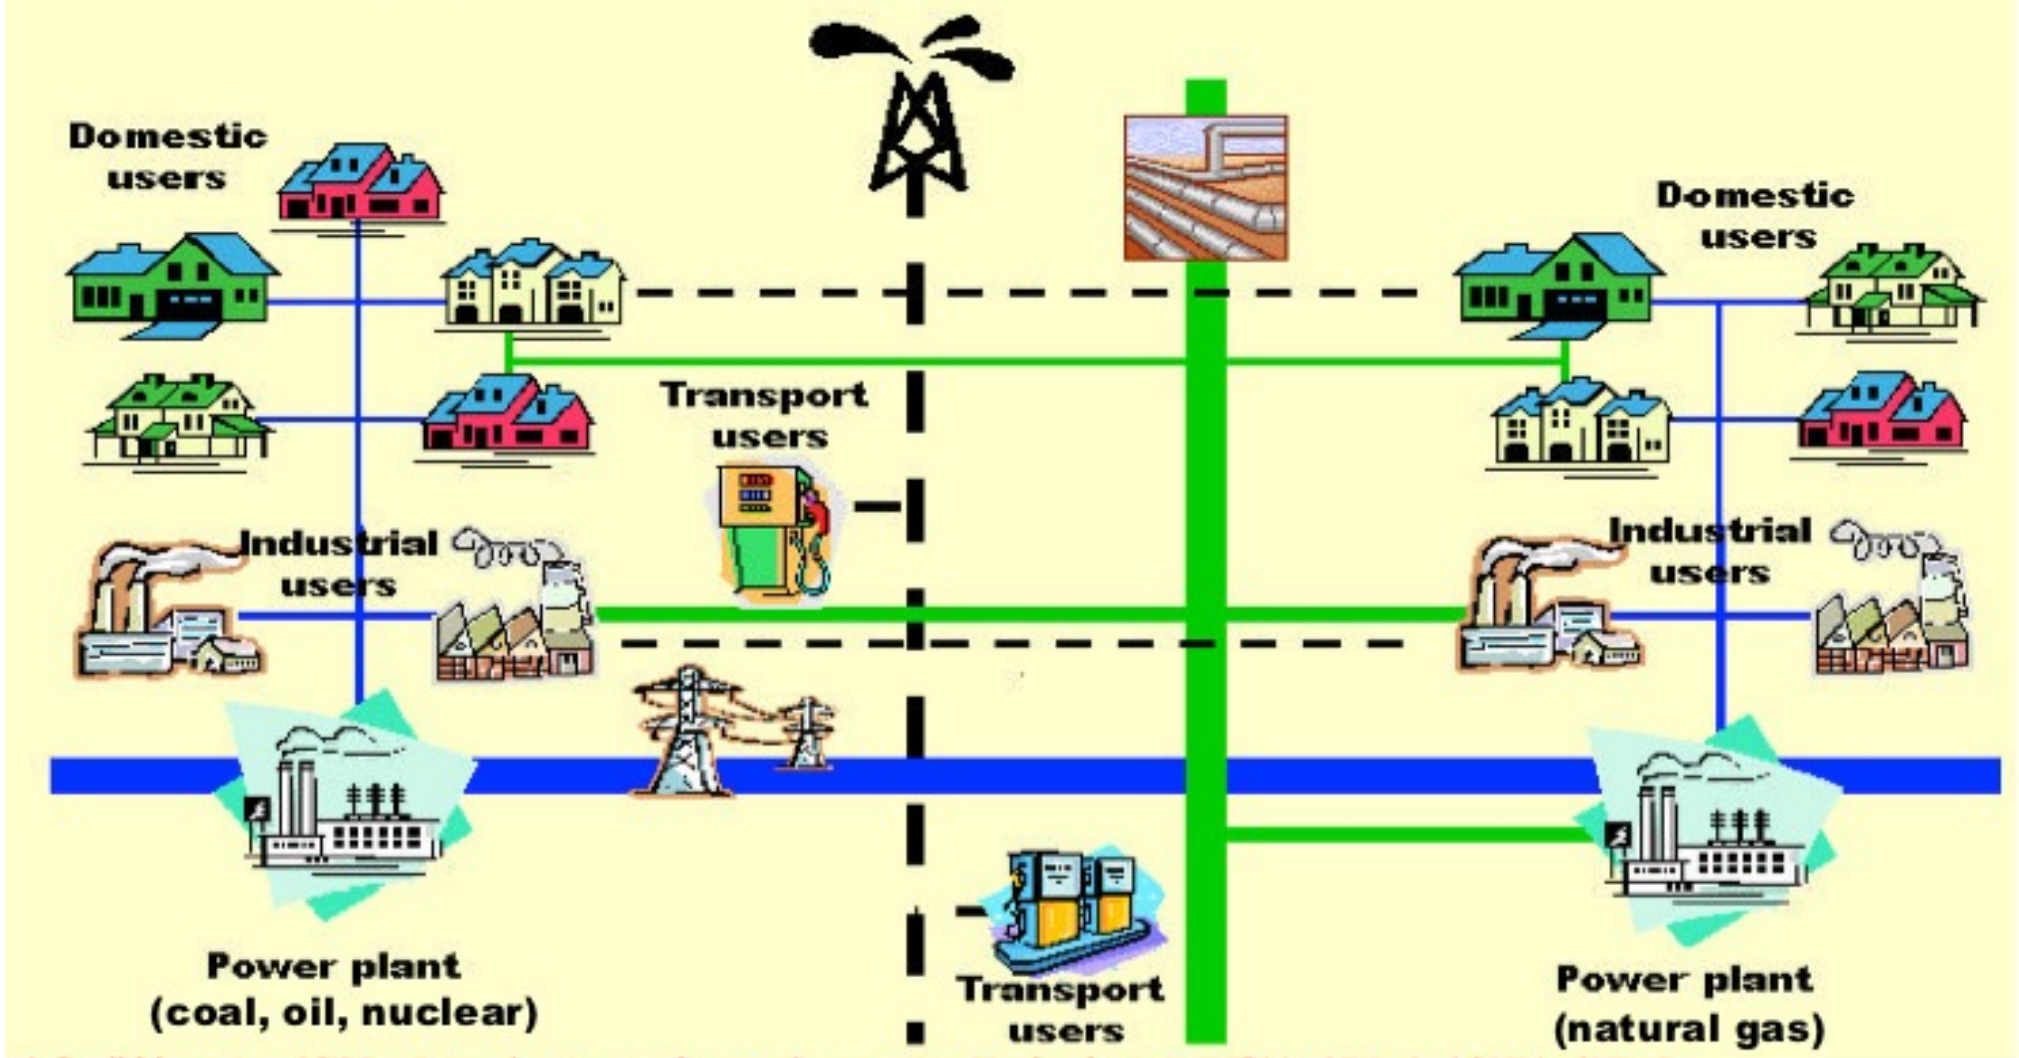 Domestic
users
Domestic
users
Transport
users
Industrial
users
Industrial
users
Power plant
(coal, oil, nuclear)
Transport
users
Power plant
(natural gas)